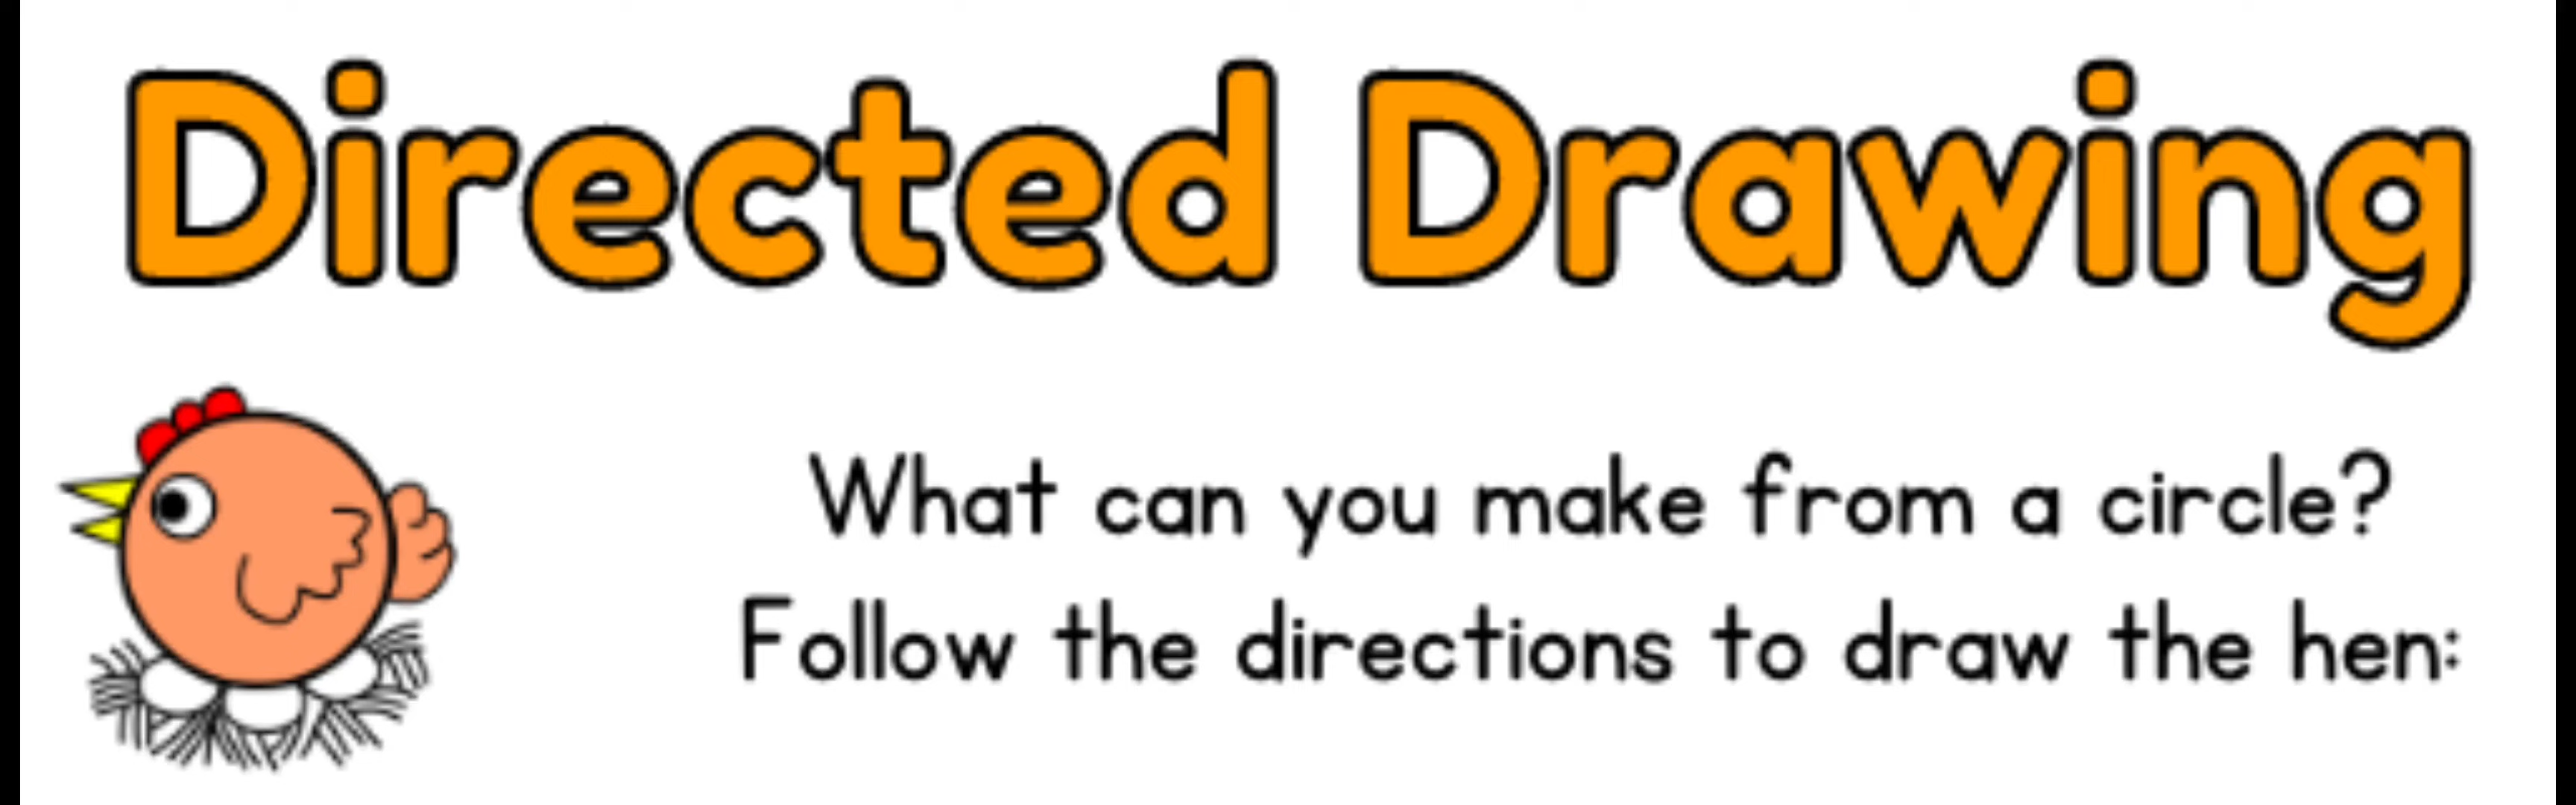 Directed Drawing
What can you make from a circle?
Follow the directions to draw the hen: